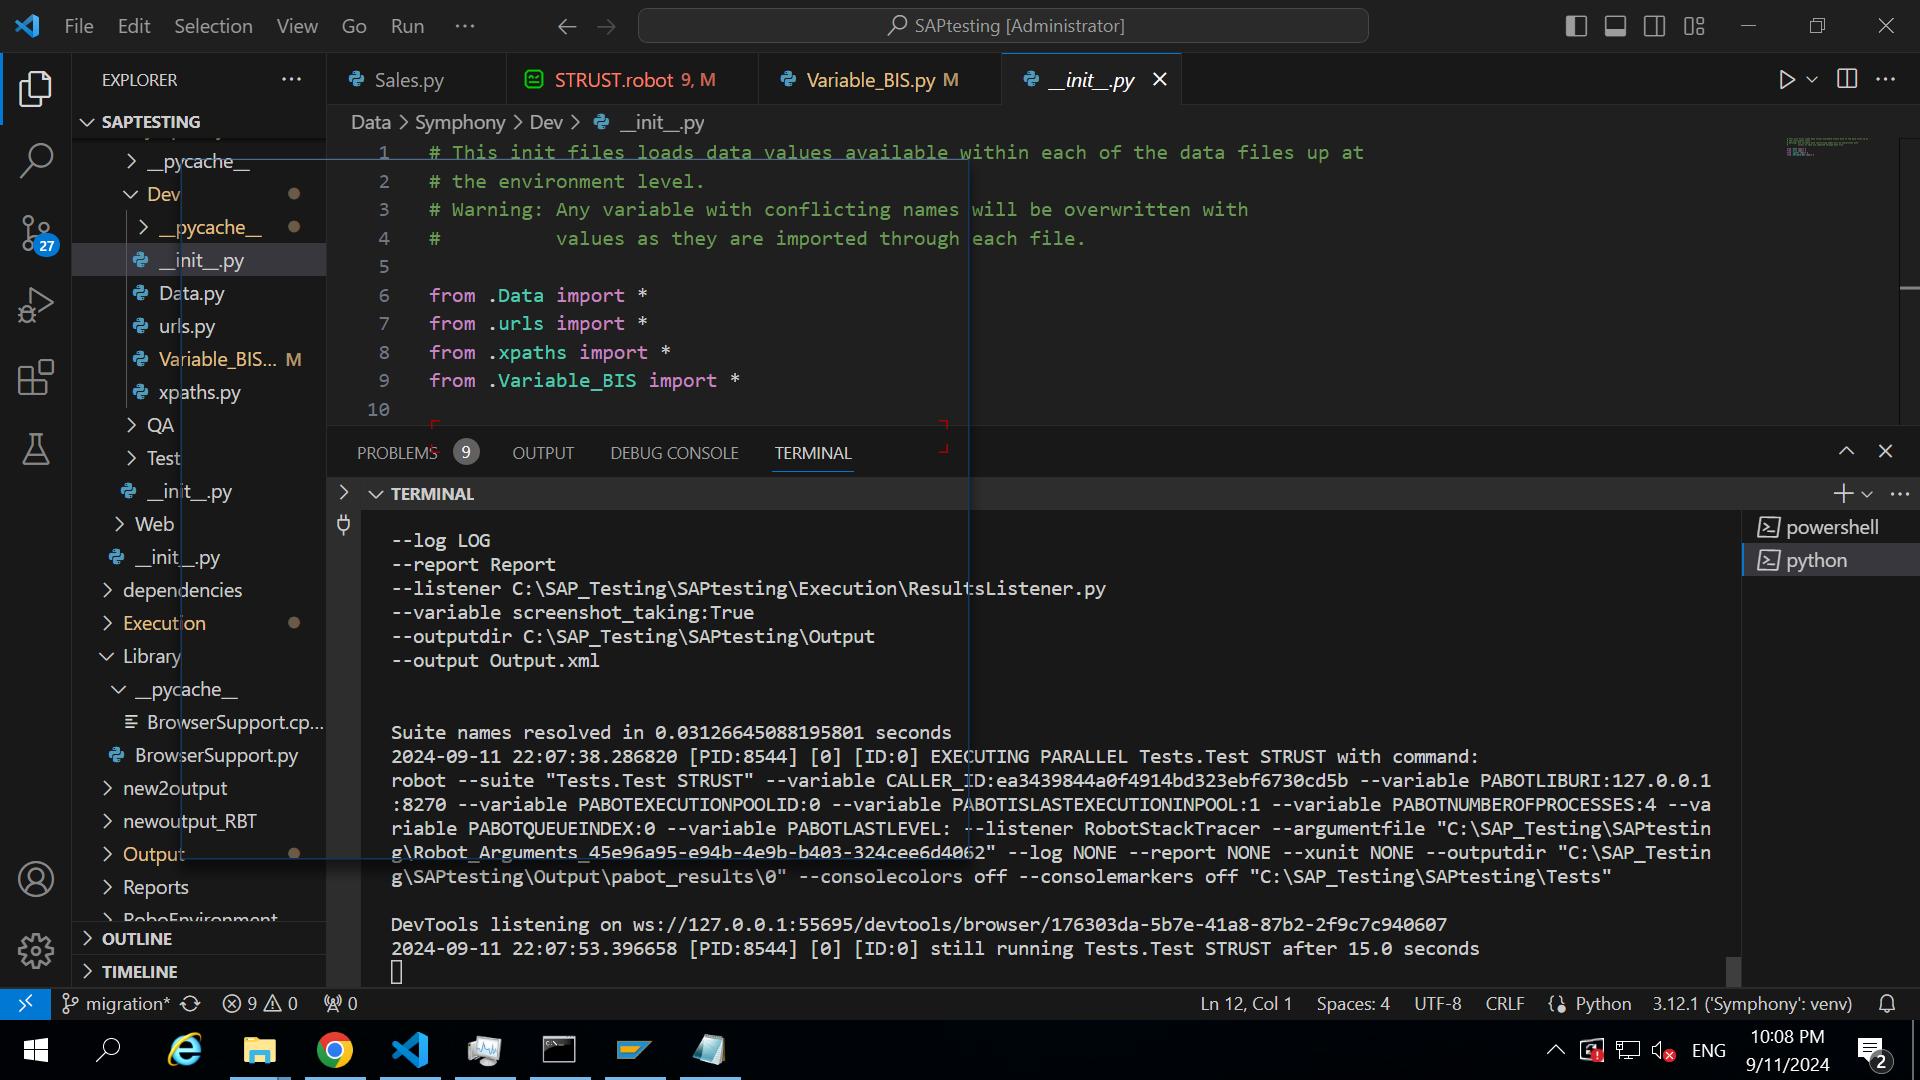 File Edit Selection View Go Run ···
SAPtesting [Administrator]
EXPLORER
Sales.py
STRUST.robot 9, M
Variable_BIS.py M
__init__.py
SAPTESTING
Data > Symphony > Dev > __init__.py
__pycache__
Dev
__pycache__
__init__.py
Data.py
urls.py
Variable_BIS... M
xpaths.py
QA
Test
__init__.py
Web
__init__.py
dependencies
Execution
Library
__pycache__
BrowserSupport.cp...
BrowserSupport.py
new2output
newoutput_RBT
Output
Reports
RoboEnvironment
OUTLINE
TIMELINE
27
1 # This init files loads data values available within each of the data files up at
2 # the environment level.
3 # Warning: Any variable with conflicting names will be overwritten with
4 #          values as they are imported through each file.
5
6 from .Data import *
7 from .urls import *
8 from .xpaths import *
9 from .Variable_BIS import *
10
PROBLEMS 9 OUTPUT DEBUG CONSOLE TERMINAL
TERMINAL
powershell
python
--log LOG
--report Report
--listener C:\SAP_Testing\SAPtesting\Execution\ResultsListener.py
--variable screenshot_taking:True
--outputdir C:\SAP_Testing\SAPtesting\Output
--output Output.xml
Suite names resolved in 0.03126645088195801 seconds
2024-09-11 22:07:38.286820 [PID:8544] [0] [ID:0] EXECUTING PARALLEL Tests.Test STRUST with command:
robot --suite "Tests.Test STRUST" --variable CALLER_ID:ea3439844a0f4914bd323ebf6730cd5b --variable PABOTLIBURI:127.0.0.1
:8270 --variable PABOTEXECUTIONPOOLID:0 --variable PABOTISLASTEXECUTIONINPOOL:1 --variable PABOTNUMBEROFPROCESSES:4 --va
riable PABOTQUEUEINDEX:0 --variable PABOTLASTLEVEL: --listener RobotStackTracer --argumentfile "C:\SAP_Testing\SAPtestin
g\Robot_Arguments_45e96a95-e94b-4e9b-b403-324cee6d4062" --log NONE --report NONE --xunit NONE --outputdir "C:\SAP_Testin
g\SAPtesting\Output\pabot_results\0" --consolecolors off --consolemarkers off "C:\SAP_Testing\SAPtesting\Tests"
DevTools listening on ws://127.0.0.1:55695/devtools/browser/176303da-5b7e-41a8-87b2-2f9c7c940607
2024-09-11 22:07:53.396658 [PID:8544] [0] [ID:0] still running Tests.Test STRUST after 15.0 seconds
migration* 9 0 0
Ln 12, Col 1 Spaces: 4 UTF-8 CRLF Python 3.12.1 ('Symphony': venv)
ENG
10:08 PM
9/11/2024
2